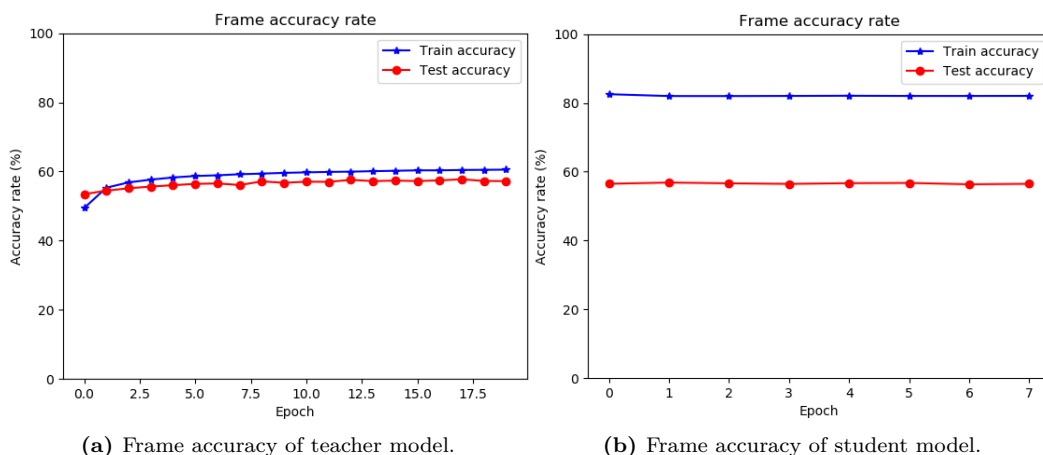 Frame accuracy rate
100
80
60
40
20
0
Accuracy rate (%)
Train accuracy
Test accuracy
0.0 2.5 5.0 7.5 10.0 12.5 15.0 17.5
Epoch
(a) Frame accuracy of teacher model.
Frame accuracy rate
100
80
60
40
20
0
Accuracy rate (%)
Train accuracy
Test accuracy
0 1 2 3 4 5 6 7
Epoch
(b) Frame accuracy of student model.